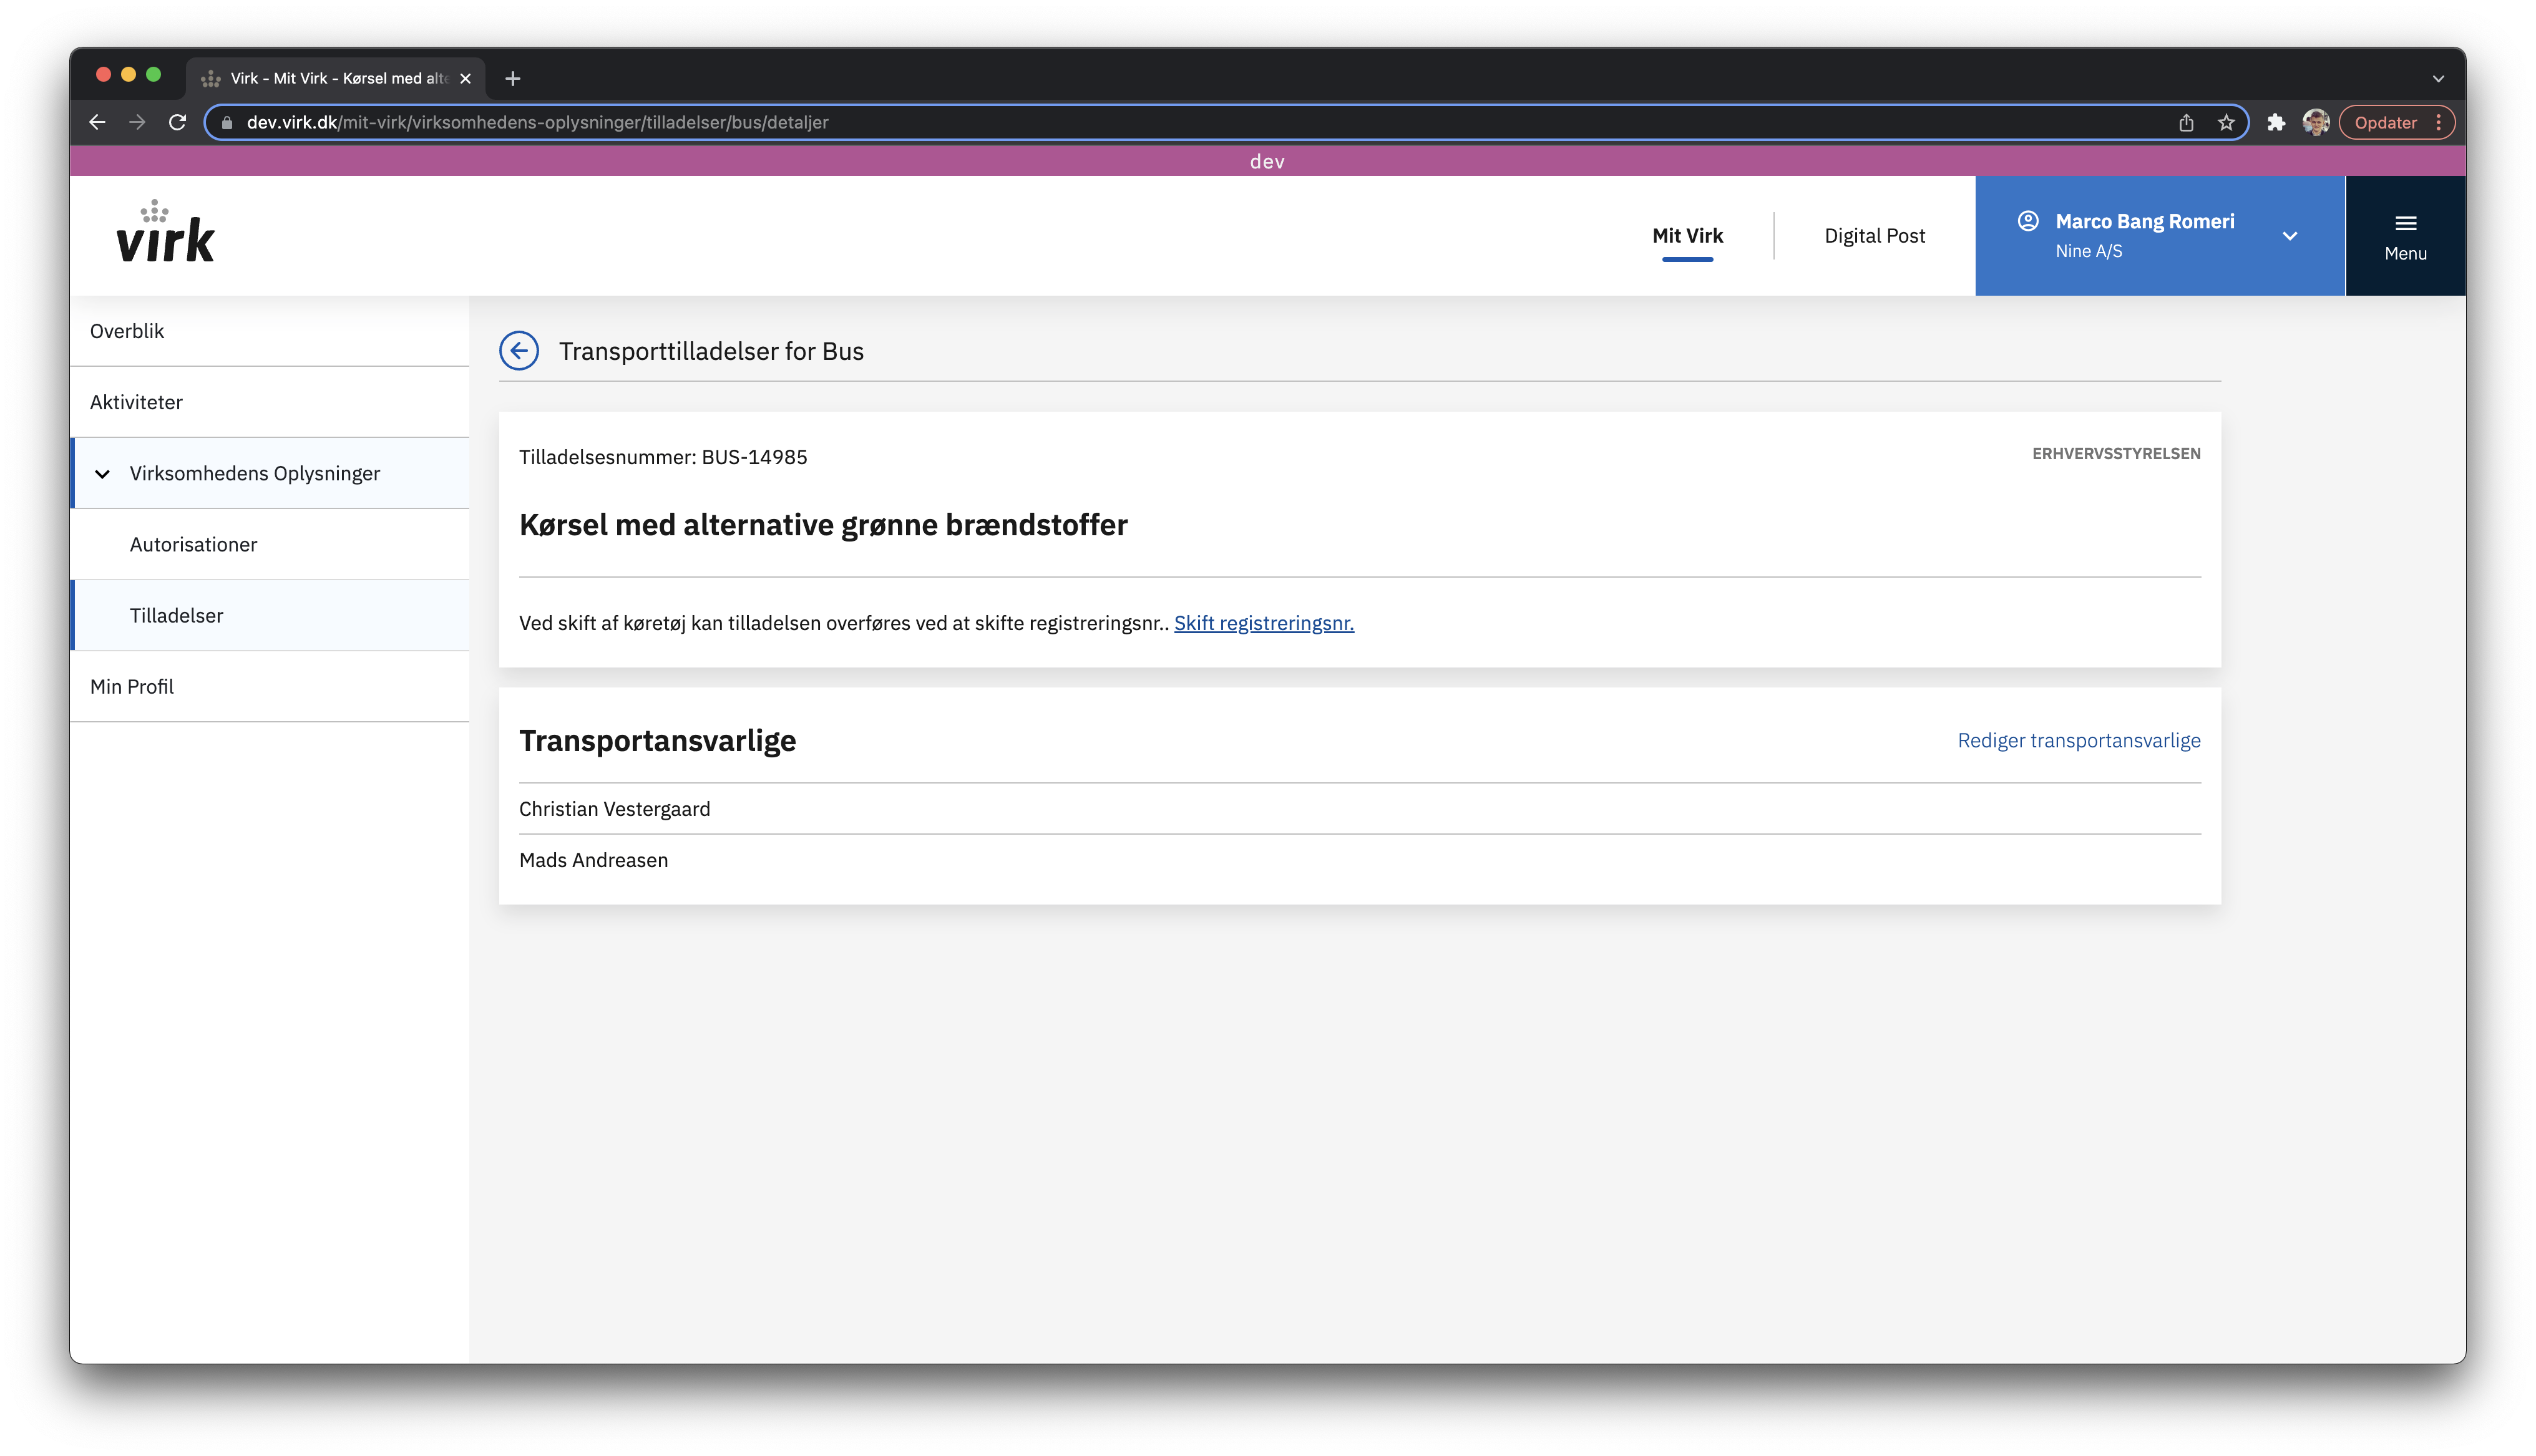 Virk - Mit Virk - Kørsel med alte
dev.virk.dk/mit-virk/virksomhedens-oplysninger/tilladelser/bus/detaljer
Opdater
dev
virk
Mit Virk
Digital Post
Marco Bang Romeri
Nine A/S
Menu
Overblik
Aktiviteter
Virksomhedens Oplysninger
Autorisationer
Tilladelser
Min Profil
Transporttilladelser for Bus
Tilladelsesnummer: BUS-14985
ERHVERVSSTYRELSEN
Kørsel med alternative grønne brændstoffer
Ved skift af køretøj kan tilladelsen overføres ved at skifte registreringsnr.. Skift registreringsnr.
Transportansvarlige
Rediger transportansvarlige
Christian Vestergaard
Mads Andreasen